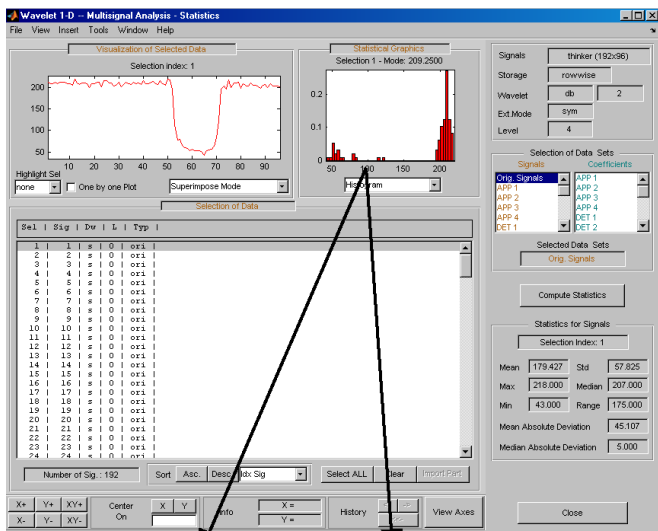 Wavelet 1-D -- Multisignal Analysis - Statistics
File View Insert Tools Window Help
Visualization of Selected Data
Selection index: 1
200
150
100
50
10 20 30 40 50 60 70 80 90
Highlight Sel
none
One by one Plot
Superimpose Mode
Statistical Graphics
Selection 1 - Mode: 209.2500
0.2
0.1
0
50 100 150 200
Histogram
Selection of Data
Sel | Sig | Dw | L | Typ |
1 | 1 | s | 0 | ori |
2 | 2 | s | 0 | ori |
3 | 3 | s | 0 | ori |
4 | 4 | s | 0 | ori |
5 | 5 | s | 0 | ori |
6 | 6 | s | 0 | ori |
7 | 7 | s | 0 | ori |
8 | 8 | s | 0 | ori |
9 | 9 | s | 0 | ori |
10 | 10 | s | 0 | ori |
11 | 11 | s | 0 | ori |
12 | 12 | s | 0 | ori |
13 | 13 | s | 0 | ori |
14 | 14 | s | 0 | ori |
15 | 15 | s | 0 | ori |
16 | 16 | s | 0 | ori |
17 | 17 | s | 0 | ori |
18 | 18 | s | 0 | ori |
19 | 19 | s | 0 | ori |
20 | 20 | s | 0 | ori |
21 | 21 | s | 0 | ori |
22 | 22 | s | 0 | ori |
23 | 23 | s | 0 | ori |
24 | 24 | s | 0 | ori |
Number of Sig.: 192
Sort Asc. Desc. Idx Sig
Select ALL Clear Import Part
X+ Y+ XY+
X- Y- XY-
Center On
X Y
Info
X =
Y =
History
View Axes
Signals thinker (192x96)
Storage rowwise
Wavelet db 2
Ext.Mode sym
Level 4
Selection of Data Sets
Signals
Orig. Signals
APP 1
APP 2
APP 3
APP 4
DET 1
Coefficients
APP 1
APP 2
APP 3
APP 4
DET 1
DET 2
Selected Data Sets
Orig. Signals
Compute Statistics
Statistics for Signals
Selection Index: 1
Mean 179.427 Std 57.825
Max 218.000 Median 207.000
Min 43.000 Range 175.000
Mean Absolute Deviation 45.107
Median Absolute Deviation 5.000
Close